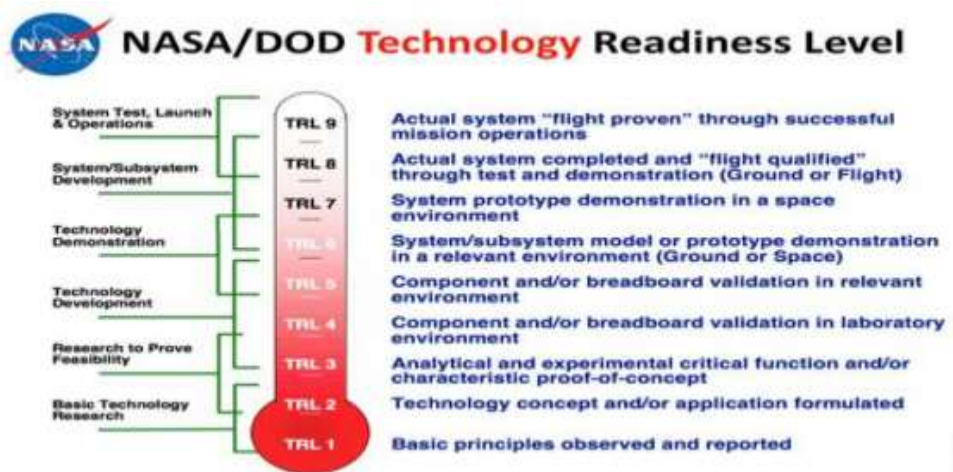 NASA
NASA/DOD Technology Readiness Level
System Test, Launch
& Operations
System/Subsystem
Development
Technology
Demonstration
Technology
Development
Research to Prove
Feasibility
Basic Technology
Research
TRL 9
TRL 8
TRL 7
TRL 6
TRL 5
TRL 4
TRL 3
TRL 2
TRL 1
Actual system “flight proven” through successful
mission operations
Actual system completed and “flight qualified”
through test and demonstration (Ground or Flight)
System prototype demonstration in a space
environment
System/subsystem model or prototype demonstration
in a relevant environment (Ground or Space)
Component and/or breadboard validation in relevant
environment
Component and/or breadboard validation in laboratory
environment
Analytical and experimental critical function and/or
characteristic proof-of-concept
Technology concept and/or application formulated
Basic principles observed and reported